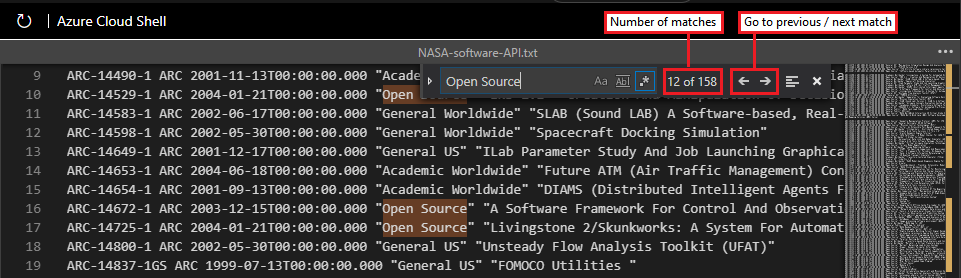 Azure Cloud Shell
Number of matches
Go to previous / next match
NASA-software-API.txt
Open Source
Aa
Abl
.*
12 of 158
9 ARC-14490-1 ARC 2001-11-13T00:00:00.000 "Acade
10 ARC-14529-1 ARC 2004-01-21T00:00:00.000 "Open
11 ARC-14583-1 ARC 2002-06-17T00:00:00.000 "General Worldwide" "SLAB (Sound LAB) A Software-based, Real-
12 ARC-14598-1 ARC 2002-05-30T00:00:00.000 "General Worldwide" "Spacecraft Docking Simulation"
13 ARC-14649-1 ARC 2001-12-17T00:00:00.000 "General US" "ILab Parameter Study And Job Launching Graphica
14 ARC-14653-1 ARC 2004-06-18T00:00:00.000 "Academic Worldwide" "Future ATM (Air Traffic Management) Con
15 ARC-14654-1 ARC 2001-09-13T00:00:00.000 "Academic Worldwide" "DIAMS (Distributed Intelligent Agents F
16 ARC-14672-1 ARC 2003-12-15T00:00:00.000 "Open Source" "A Software Framework For Control And Observati
17 ARC-14725-1 ARC 2004-01-21T00:00:00.000 "Open Source" "Livingstone 2/Skunkworks: A System For Automat
18 ARC-14800-1 ARC 2002-05-30T00:00:00.000 "General US" "Unsteady Flow Analysis Toolkit (UFAT)"
19 ARC-14837-1GS ARC 1999-07-13T00:00:00.000 "General US" "FOMOCO Utilities "